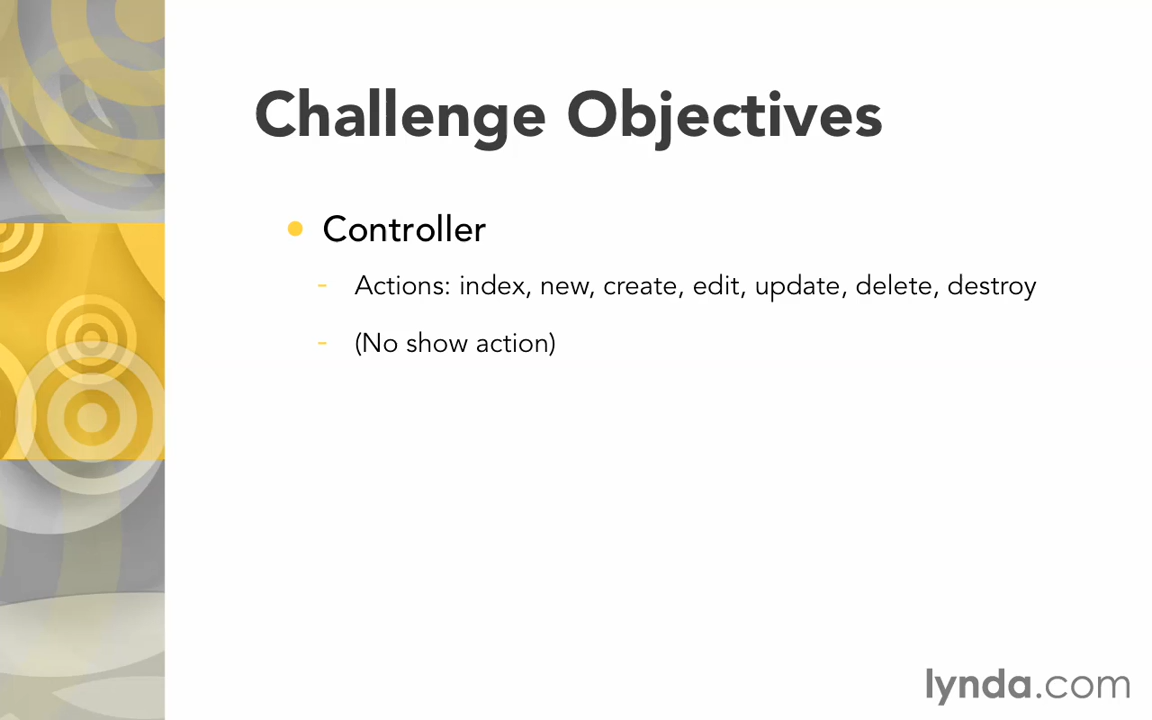 Challenge Objectives
Controller
- Actions: index, new, create, edit, update, delete, destroy
- (No show action)
lynda.com